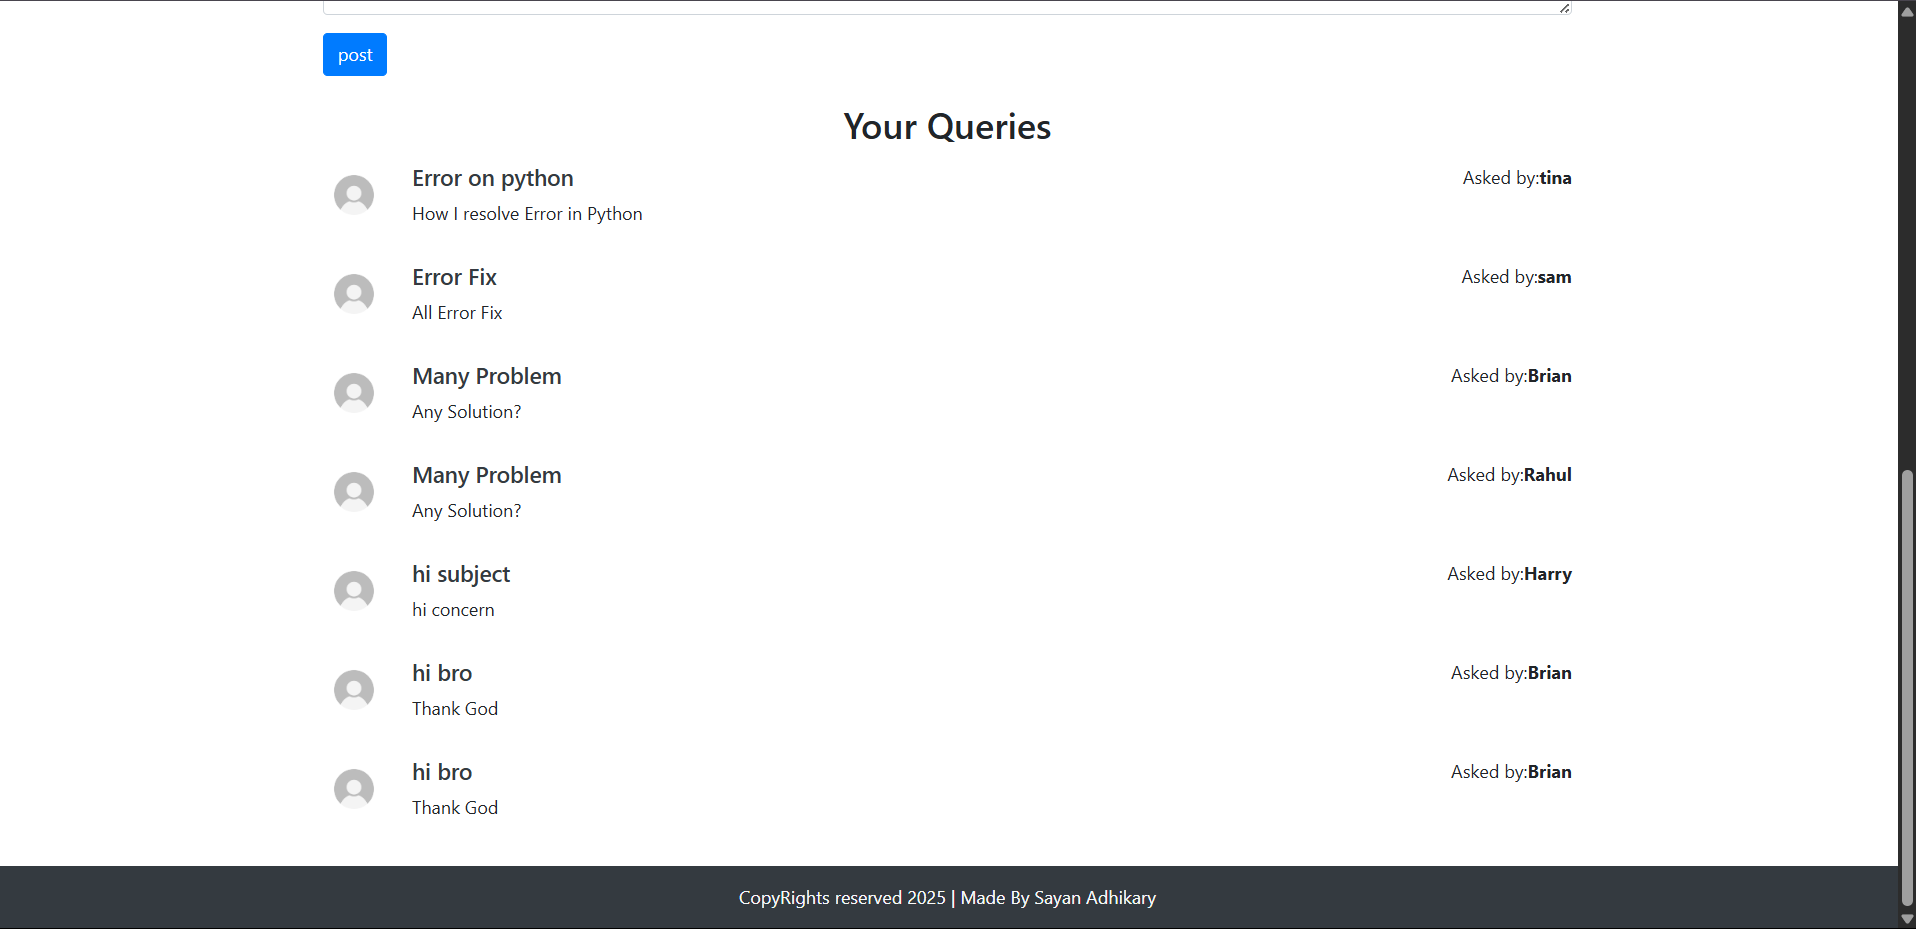 post
Your Queries
Error on python Asked by:tina
How I resolve Error in Python
Error Fix Asked by:sam
All Error Fix
Many Problem Asked by:Brian
Any Solution?
Many Problem Asked by:Rahul
Any Solution?
hi subject Asked by:Harry
hi concern
hi bro Asked by:Brian
Thank God
hi bro Asked by:Brian
Thank God
CopyRights reserved 2025 | Made By Sayan Adhikary